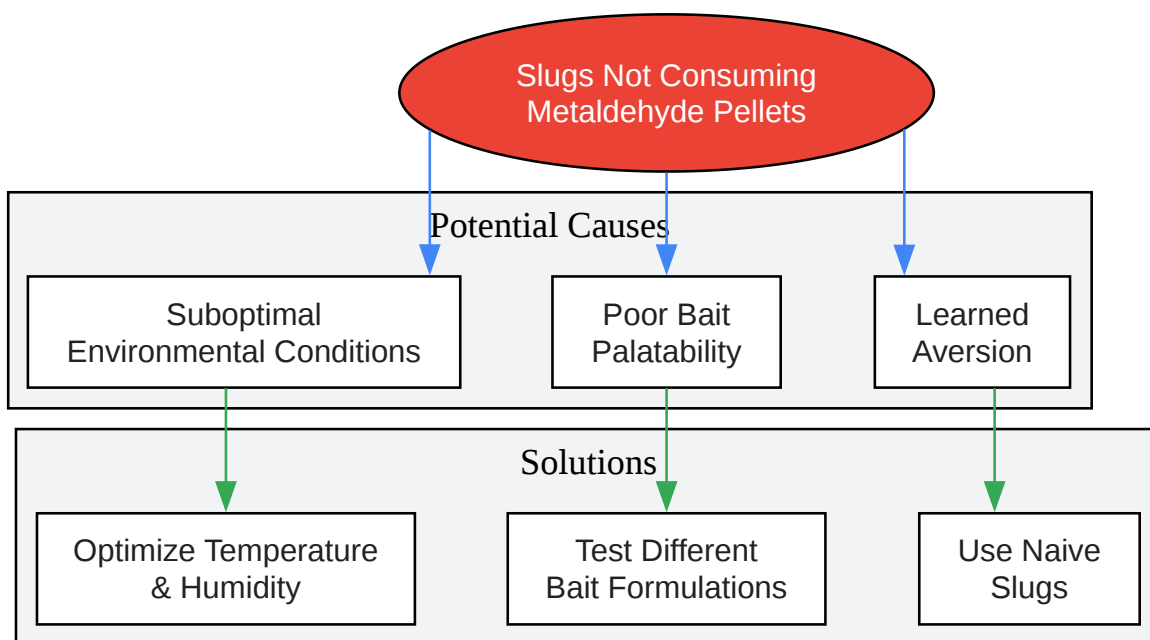 Slugs Not Consuming
Metaldehyde Pellets
Potential Causes
Suboptimal
Environmental Conditions
Poor Bait
Palatability
Learned
Aversion
Solutions
Optimize Temperature
& Humidity
Test Different
Bait Formulations
Use Naive
Slugs